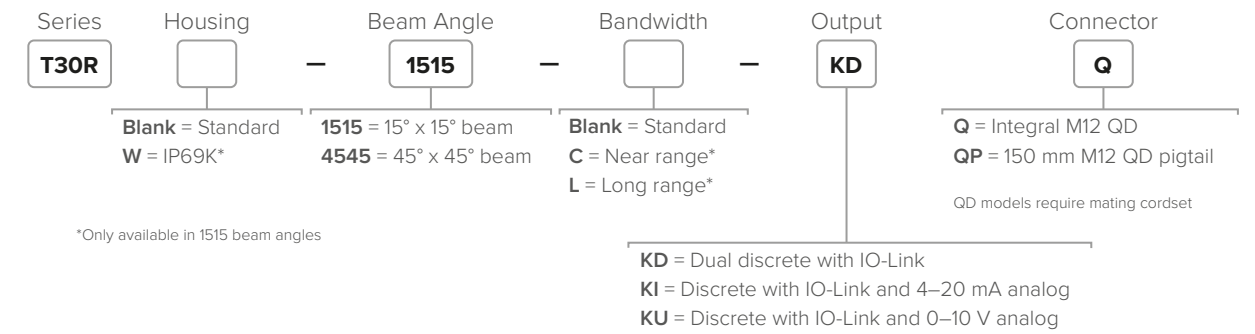 Series Housing Beam Angle Bandwidth Output Connector
T30R – 1515 – – KD Q
Blank = Standard
W = IP69K*
1515 = 15° x 15° beam
4545 = 45° x 45° beam
Blank = Standard
C = Near range*
L = Long range*
Q = Integral M12 QD
QP = 150 mm M12 QD pigtail
QD models require mating cordset
*Only available in 1515 beam angles
KD = Dual discrete with IO-Link
KI = Discrete with IO-Link and 4–20 mA analog
KU = Discrete with IO-Link and 0–10 V analog